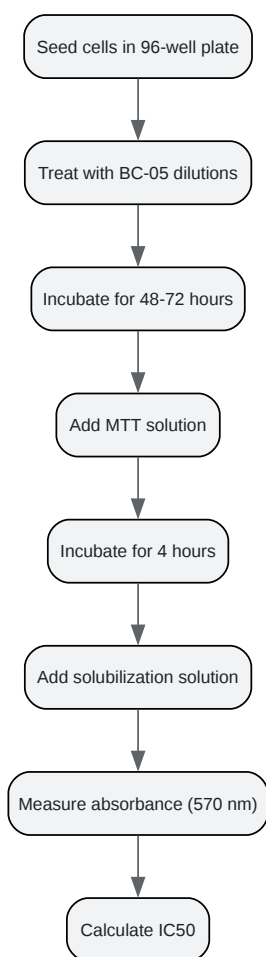 Seed cells in 96-well plate
Treat with BC-05 dilutions
Incubate for 48-72 hours
Add MTT solution
Incubate for 4 hours
Add solubilization solution
Measure absorbance (570 nm)
Calculate IC50